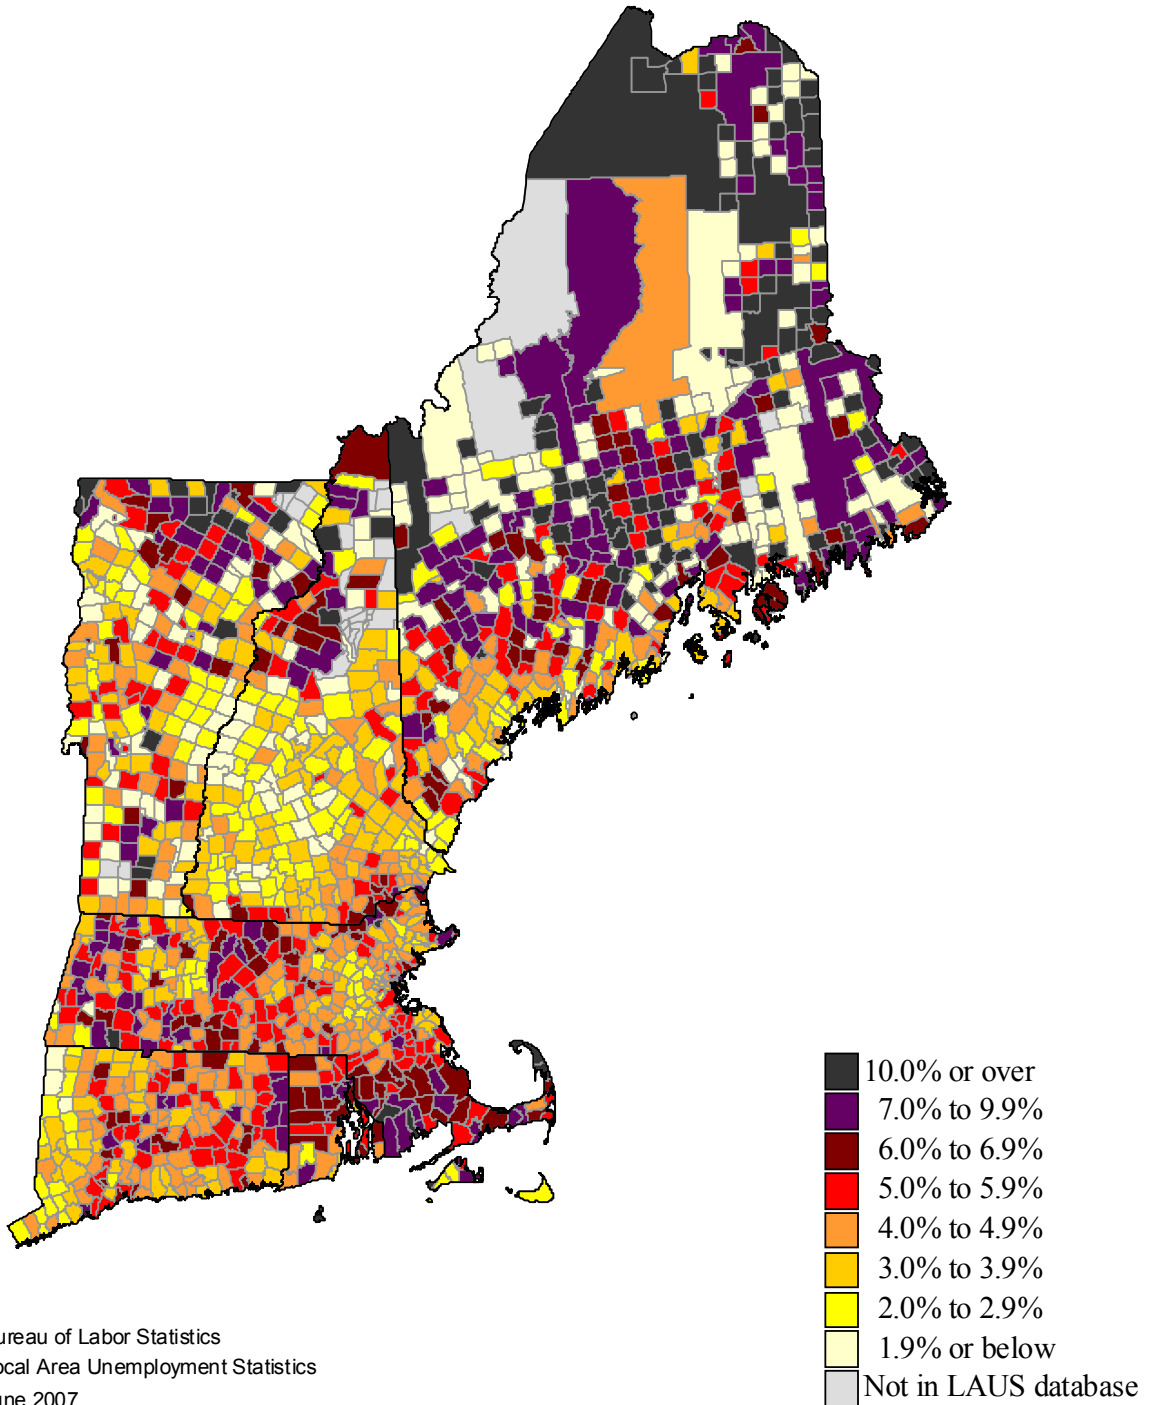 10.0% or over
7.0% to 9.9%
6.0% to 6.9%
5.0% to 5.9%
4.0% to 4.9%
3.0% to 3.9%
2.0% to 2.9%
1.9% or below
Not in LAUS database
ureau of Labor Statistics
ocal Area Unemployment Statistics
une 2007